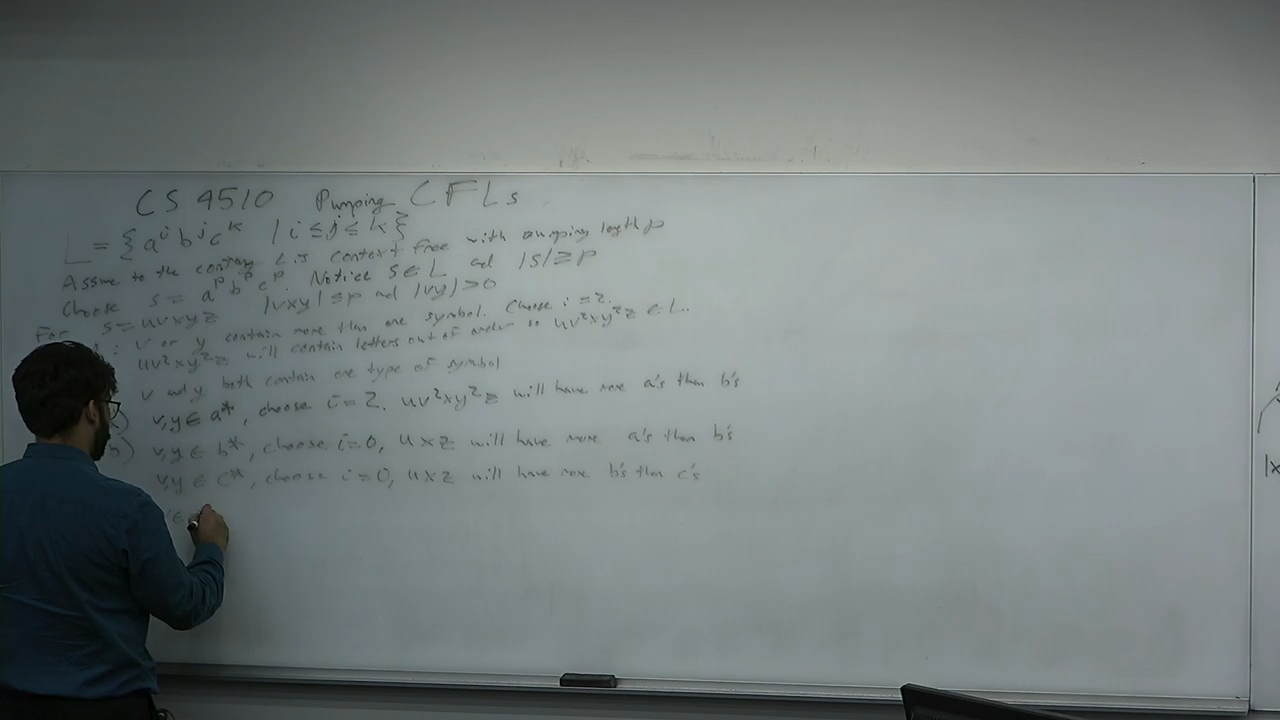 CS 4510 Pumping CFLs
L = {a^i b^j c^k | i ≤ j ≤ k}
Assume to the contrary L is context free with pumping length p
Choose s = a^p b^p c^p. Notice s ∈ L and |s| ≥ p
For s = uvxyz |vxy| ≤ p and |vy| > 0
: v or y contain more than one symbol. Choose i = 2.
uv²xy²z will contain letters out of order so uv²xy²z ∈ L.
v and y both contain one type of symbol
) v,y ∈ a*, choose i = 2. uv²xy²z will have more a's than b's
b) v,y ∈ b*, choose i=0, uxz will have more a's than b's
v,y ∈ c*, choose i=0, uxz will have more b's than c's
∈
|x